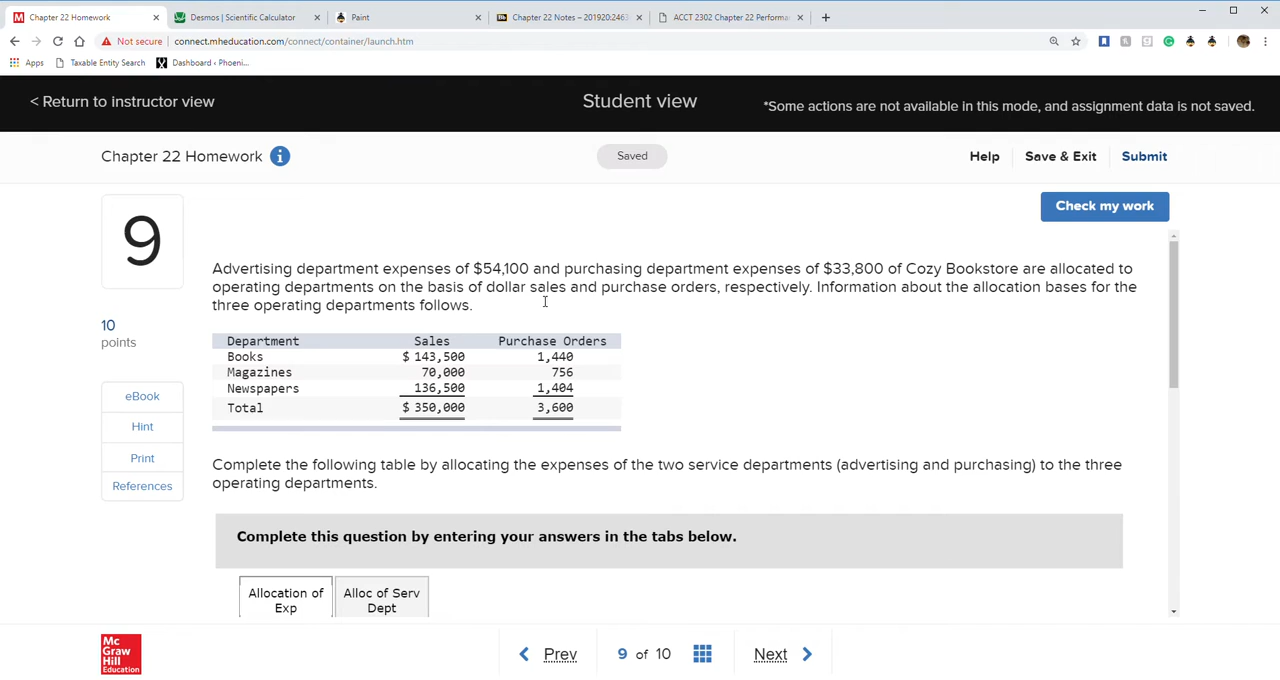 Chapter 22 Homework
Desmos | Scientific Calculator
Paint
Chapter 22 Notes – 201920:2463
ACCT 2302 Chapter 22 Performa
Not secure | connect.mheducation.com/connect/container/launch.htm
Apps
Taxable Entity Search
Dashboard ‹ Phoeni...
< Return to instructor view
Student view
*Some actions are not available in this mode, and assignment data is not saved.
Chapter 22 Homework i
Saved
Help
Save & Exit
Submit
9
Check my work
10
points
eBook
Hint
Print
References
Advertising department expenses of $54,100 and purchasing department expenses of $33,800 of Cozy Bookstore are allocated to
operating departments on the basis of dollar sales and purchase orders, respectively. Information about the allocation bases for the
three operating departments follows.
Department Sales Purchase Orders
Books $ 143,500 1,440
Magazines 70,000 756
Newspapers 136,500 1,404
Total $ 350,000 3,600
Complete the following table by allocating the expenses of the two service departments (advertising and purchasing) to the three
operating departments.
Complete this question by entering your answers in the tabs below.
Allocation of
Exp
Alloc of Serv
Dept
Mc
Graw
Hill
Education
Prev
9 of 10
Next